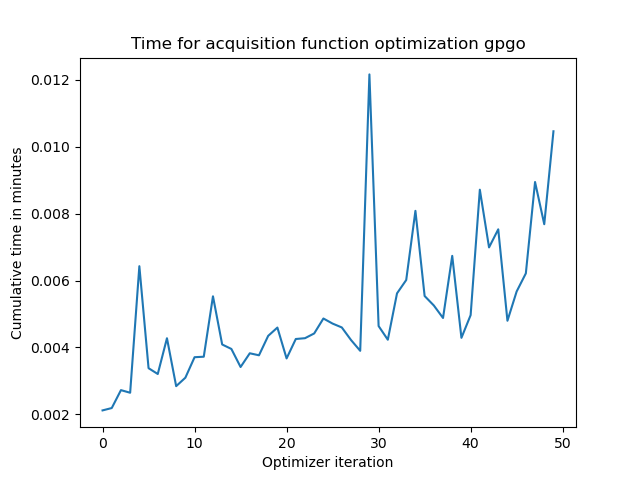 Time for acquisition function optimization gpgo
Cumulative time in minutes
0.012
0.010
0.008
0.006
0.004
0.002
0 10 20 30 40 50
Optimizer iteration